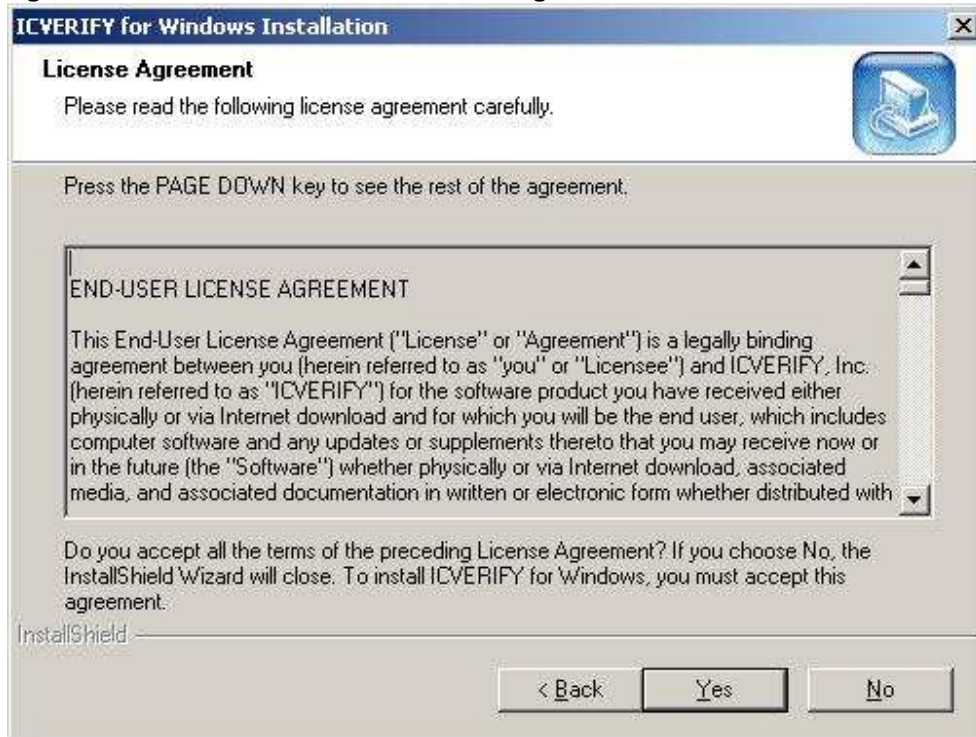 ICVERIFY for Windows Installation
License Agreement
Please read the following license agreement carefully.
Press the PAGE DOWN key to see the rest of the agreement.
END-USER LICENSE AGREEMENT
This End-User License Agreement ("License" or "Agreement") is a legally binding
agreement between you (herein referred to as "you" or "Licensee") and ICVERIFY, Inc.
(herein referred to as "ICVERIFY") for the software product you have received either
physically or via Internet download and for which you will be the end user, which includes
computer software and any updates or supplements thereto that you may receive now or
in the future (the "Software") whether physically or via Internet download, associated
media, and associated documentation in written or electronic form whether distributed with
Do you accept all the terms of the preceding License Agreement? If you choose No, the
InstallShield Wizard will close. To install ICVERIFY for Windows, you must accept this
agreement.
InstallShield
< Back Yes No